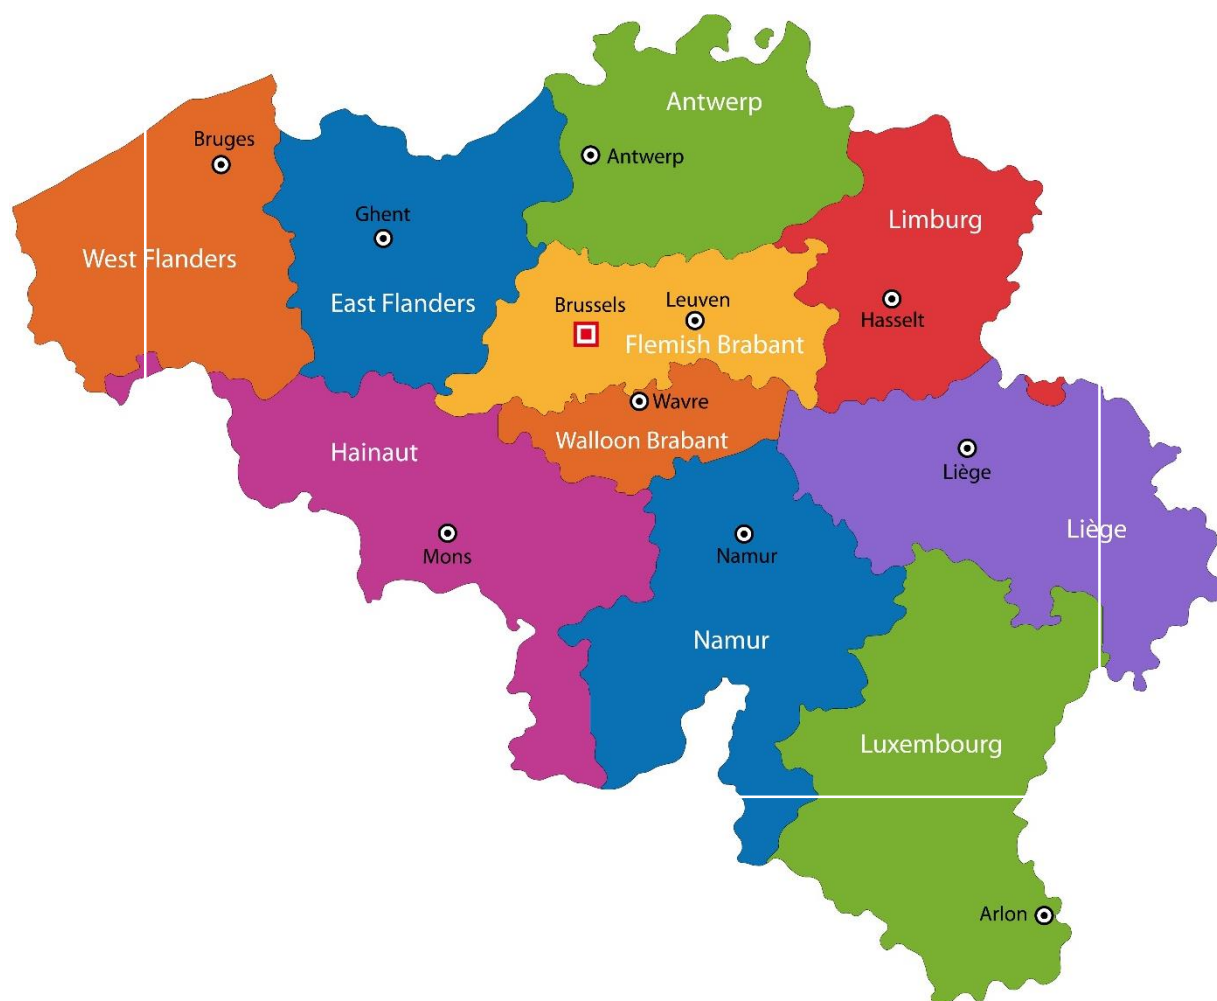 Antwerp
Bruges
Antwerp
Ghent
Limburg
West Flanders
East Flanders
Brussels
Leuven
Hasselt
Flemish Brabant
Wavre
Walloon Brabant
Hainaut
Liège
Liège
Mons
Namur
Namur
Luxembourg
Arlon